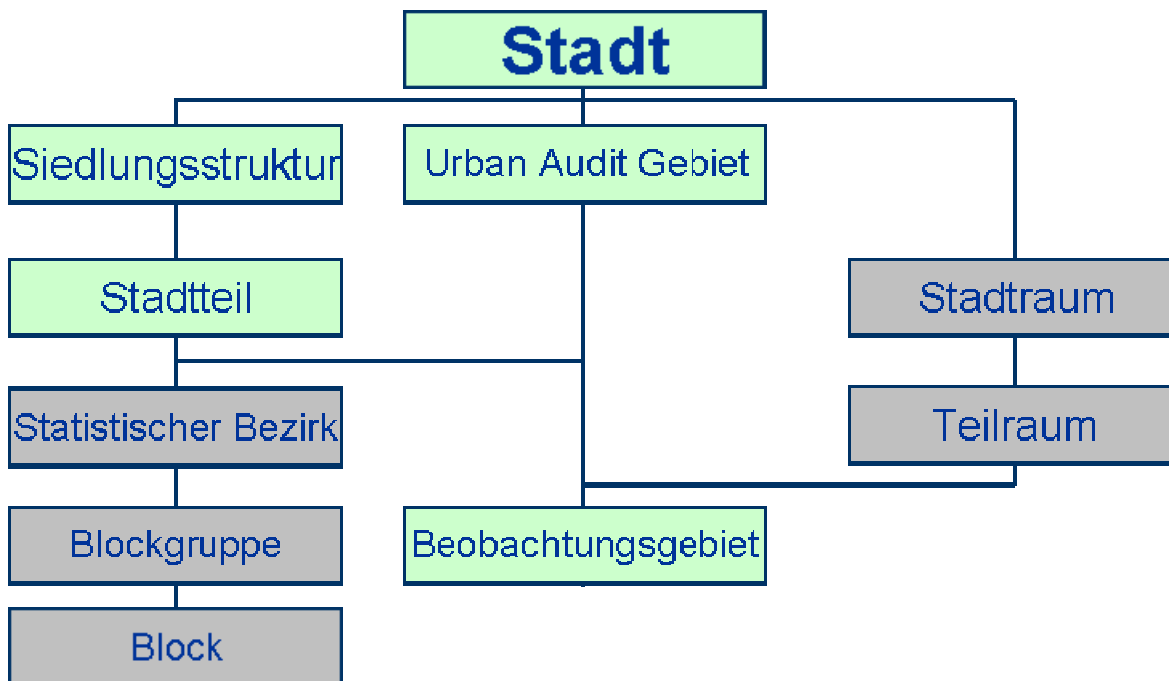 Stadt
Siedlungsstruktur
Urban Audit Gebiet
Stadtteil
Stadtraum
Statistischer Bezirk
Teilraum
Blockgruppe
Beobachtungsgebiet
Block